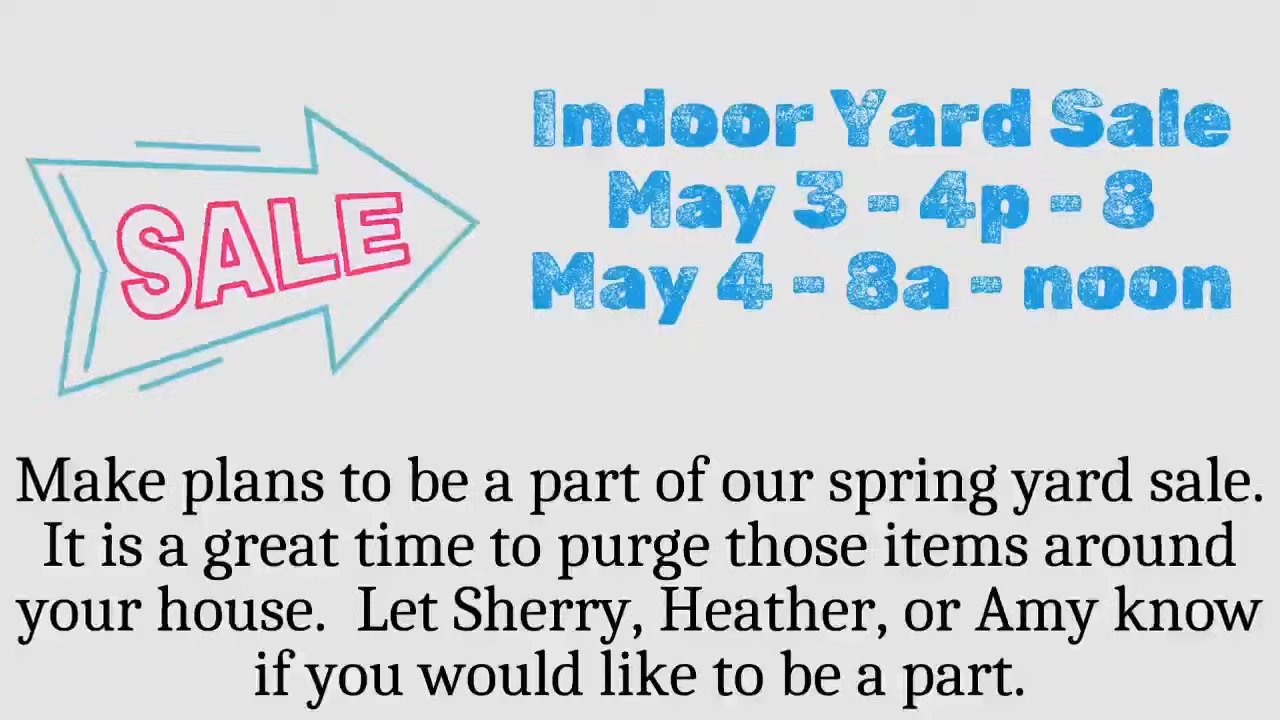 SALE
Indoor Yard Sale
May 3 - 4p - 8
May 4 - 8a - noon
Make plans to be a part of our spring yard sale.
It is a great time to purge those items around
your house.  Let Sherry, Heather, or Amy know
if you would like to be a part.